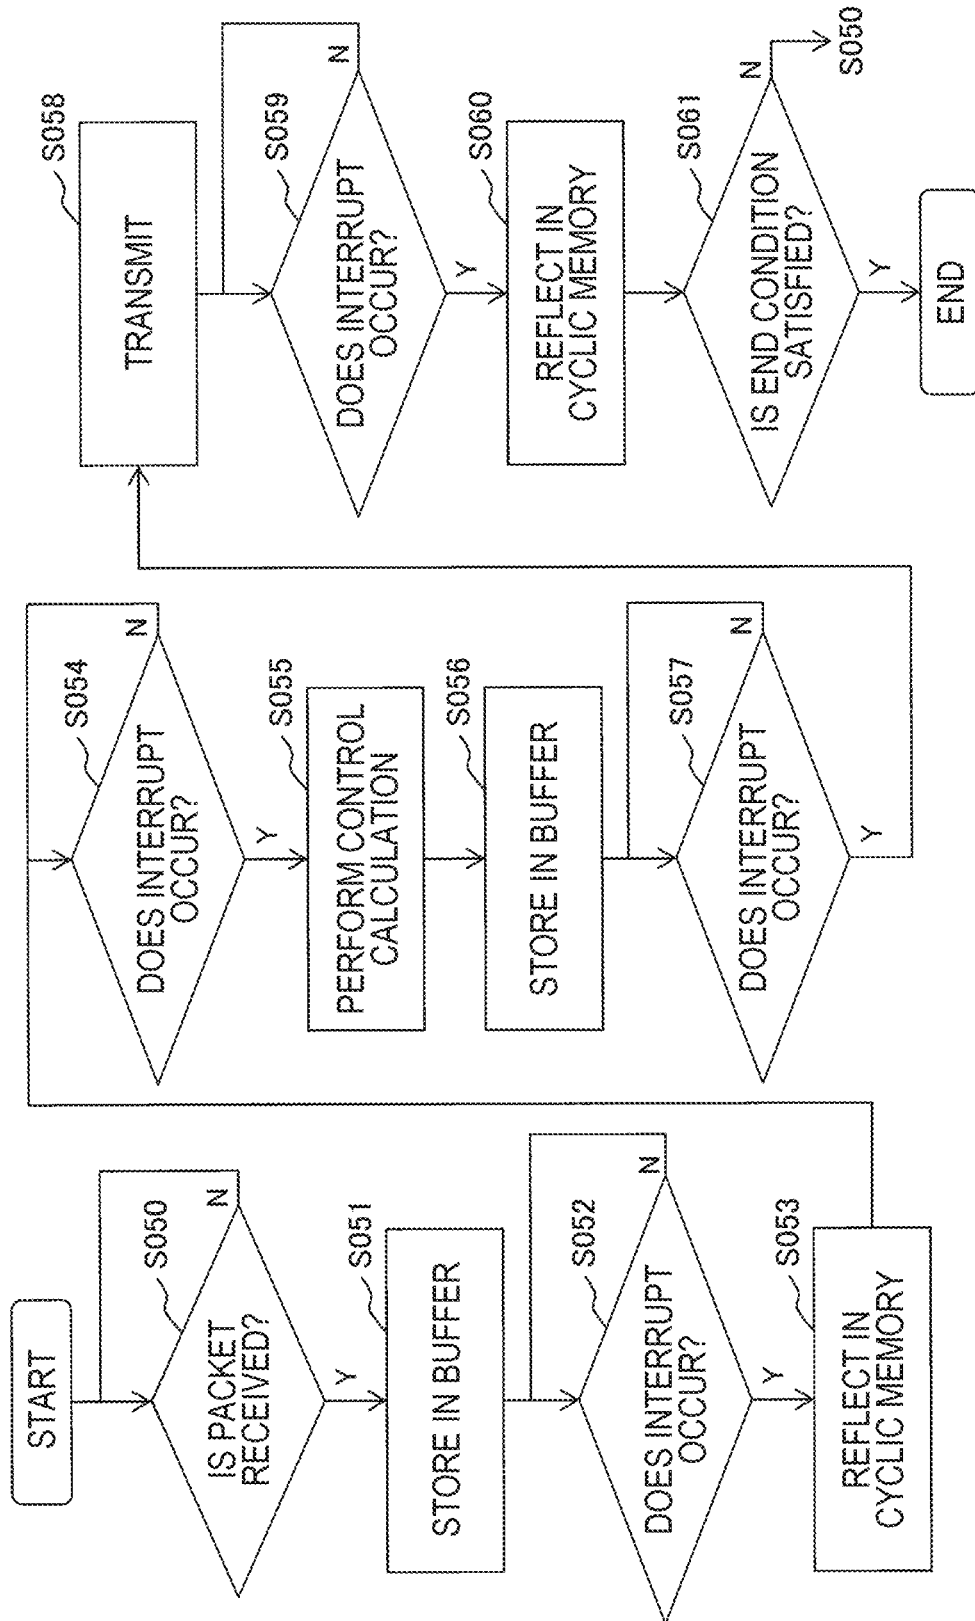 START
IS PACKET
RECEIVED?
S050
N
Y
STORE IN BUFFER
S051
DOES INTERRUPT
OCCUR?
S052
N
Y
REFLECT IN
CYCLIC MEMORY
S053
DOES INTERRUPT
OCCUR?
S054
N
Y
PERFORM CONTROL
CALCULATION
S055
STORE IN BUFFER
S056
DOES INTERRUPT
OCCUR?
S057
N
Y
TRANSMIT
S058
DOES INTERRUPT
OCCUR?
S059
N
Y
REFLECT IN
CYCLIC MEMORY
S060
IS END CONDITION
SATISFIED?
S061
N
S050
Y
END